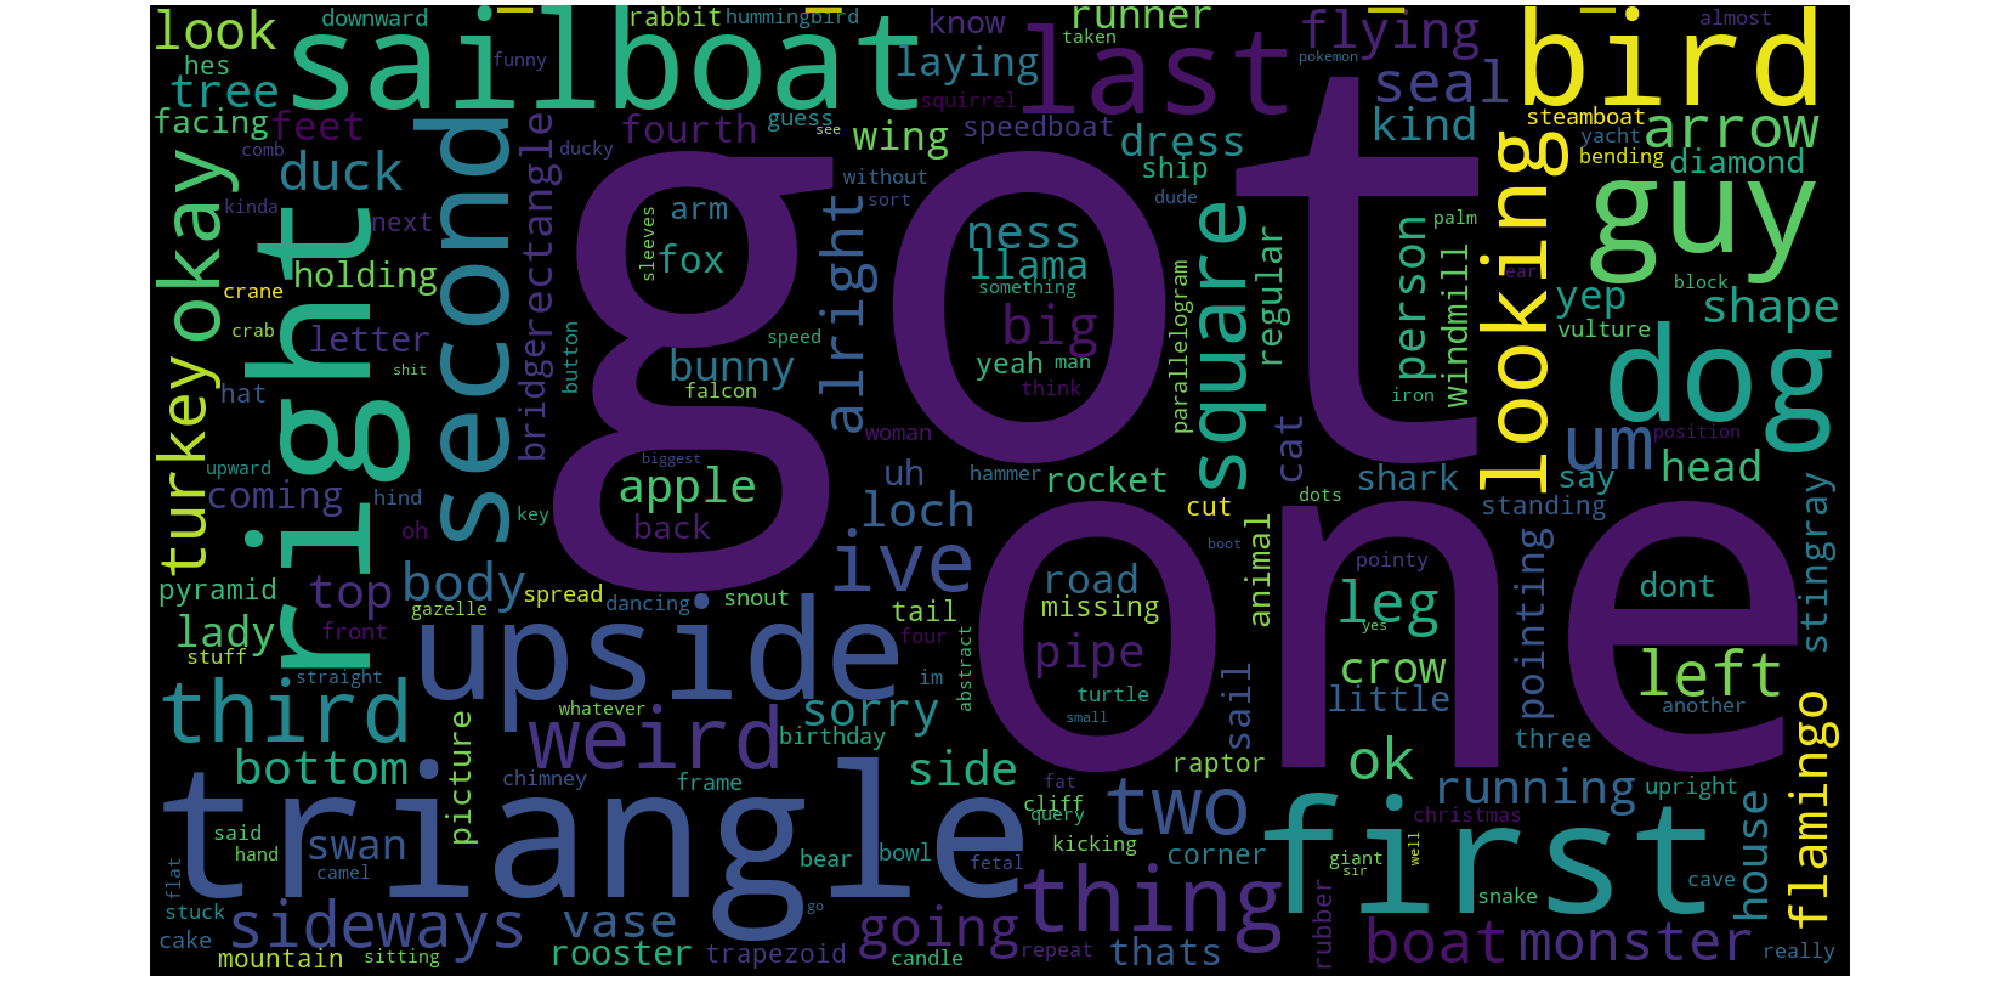 downward
rabbit
hummingbird
know
runner
almost
look
sailboat
funny
last
taken
flying
bird
hes
laying
pokemon
tree
squirrel
seal
facing
feet
second
bridgerectangle
fourth
guess
see
wing
speedboat
dress
kind
steamboat
arrow
yacht
comb
duck
ducky
got
without
ship
looking
bending
diamond
turkey
okay
right
kinda
next
sleeves
arm
alright
sort
dude
square
person
palm
guy
ness
regular
windmill
holding
fox
llama
parallelogram
ear
block
crane
something
yep
shape
crab
letter
button
speed
big
vulture
dog
shit
bunny
yeah
man
hat
falcon
think
iron
woman
cat
um
position
upward
biggest
uh
hammer
rocket
shark
say
head
coming
hind
apple
dots
key
loch
cut
standing
stingray
oh
back
ive
animal
one
boot
pointing
pyramid
top
body
spread
dancing
snout
road
pointy
leg
dont
gazelle
tail
missing
lady
front
upside
four
abstract
pipe
yes
stuff
crow
left
straight
im
sail
third
whatever
sorry
turtle
little
another
flamingo
picture
weird
small
birthday
three
bottom
chimney
frame
side
fat
raptor
ok
running
upright
triangle
cliff
two
first
christmas
house
query
said
swan
kicking
well
hand
bear
bowl
fetal
corner
giant
flat
camel
sir
cave
thing
snake
stuck
sideways
vase
go
going
rubber
boat
monster
cake
rooster
trapezoid
repeat
thats
really
mountain
sitting
candle